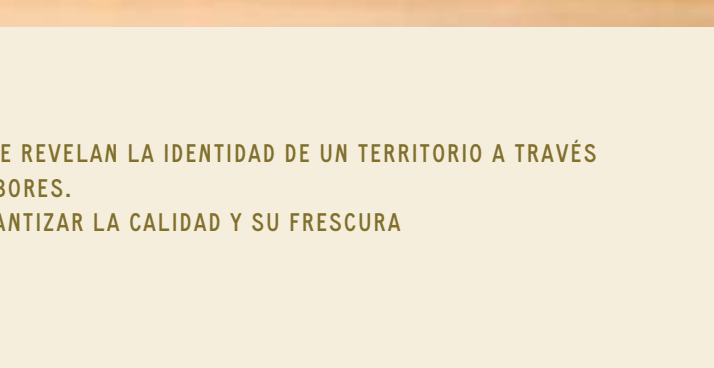 E REVELAN LA IDENTIDAD DE UN TERRITORIO A TRAVÉS
BORES.
ANTIZAR LA CALIDAD Y SU FRESCURA